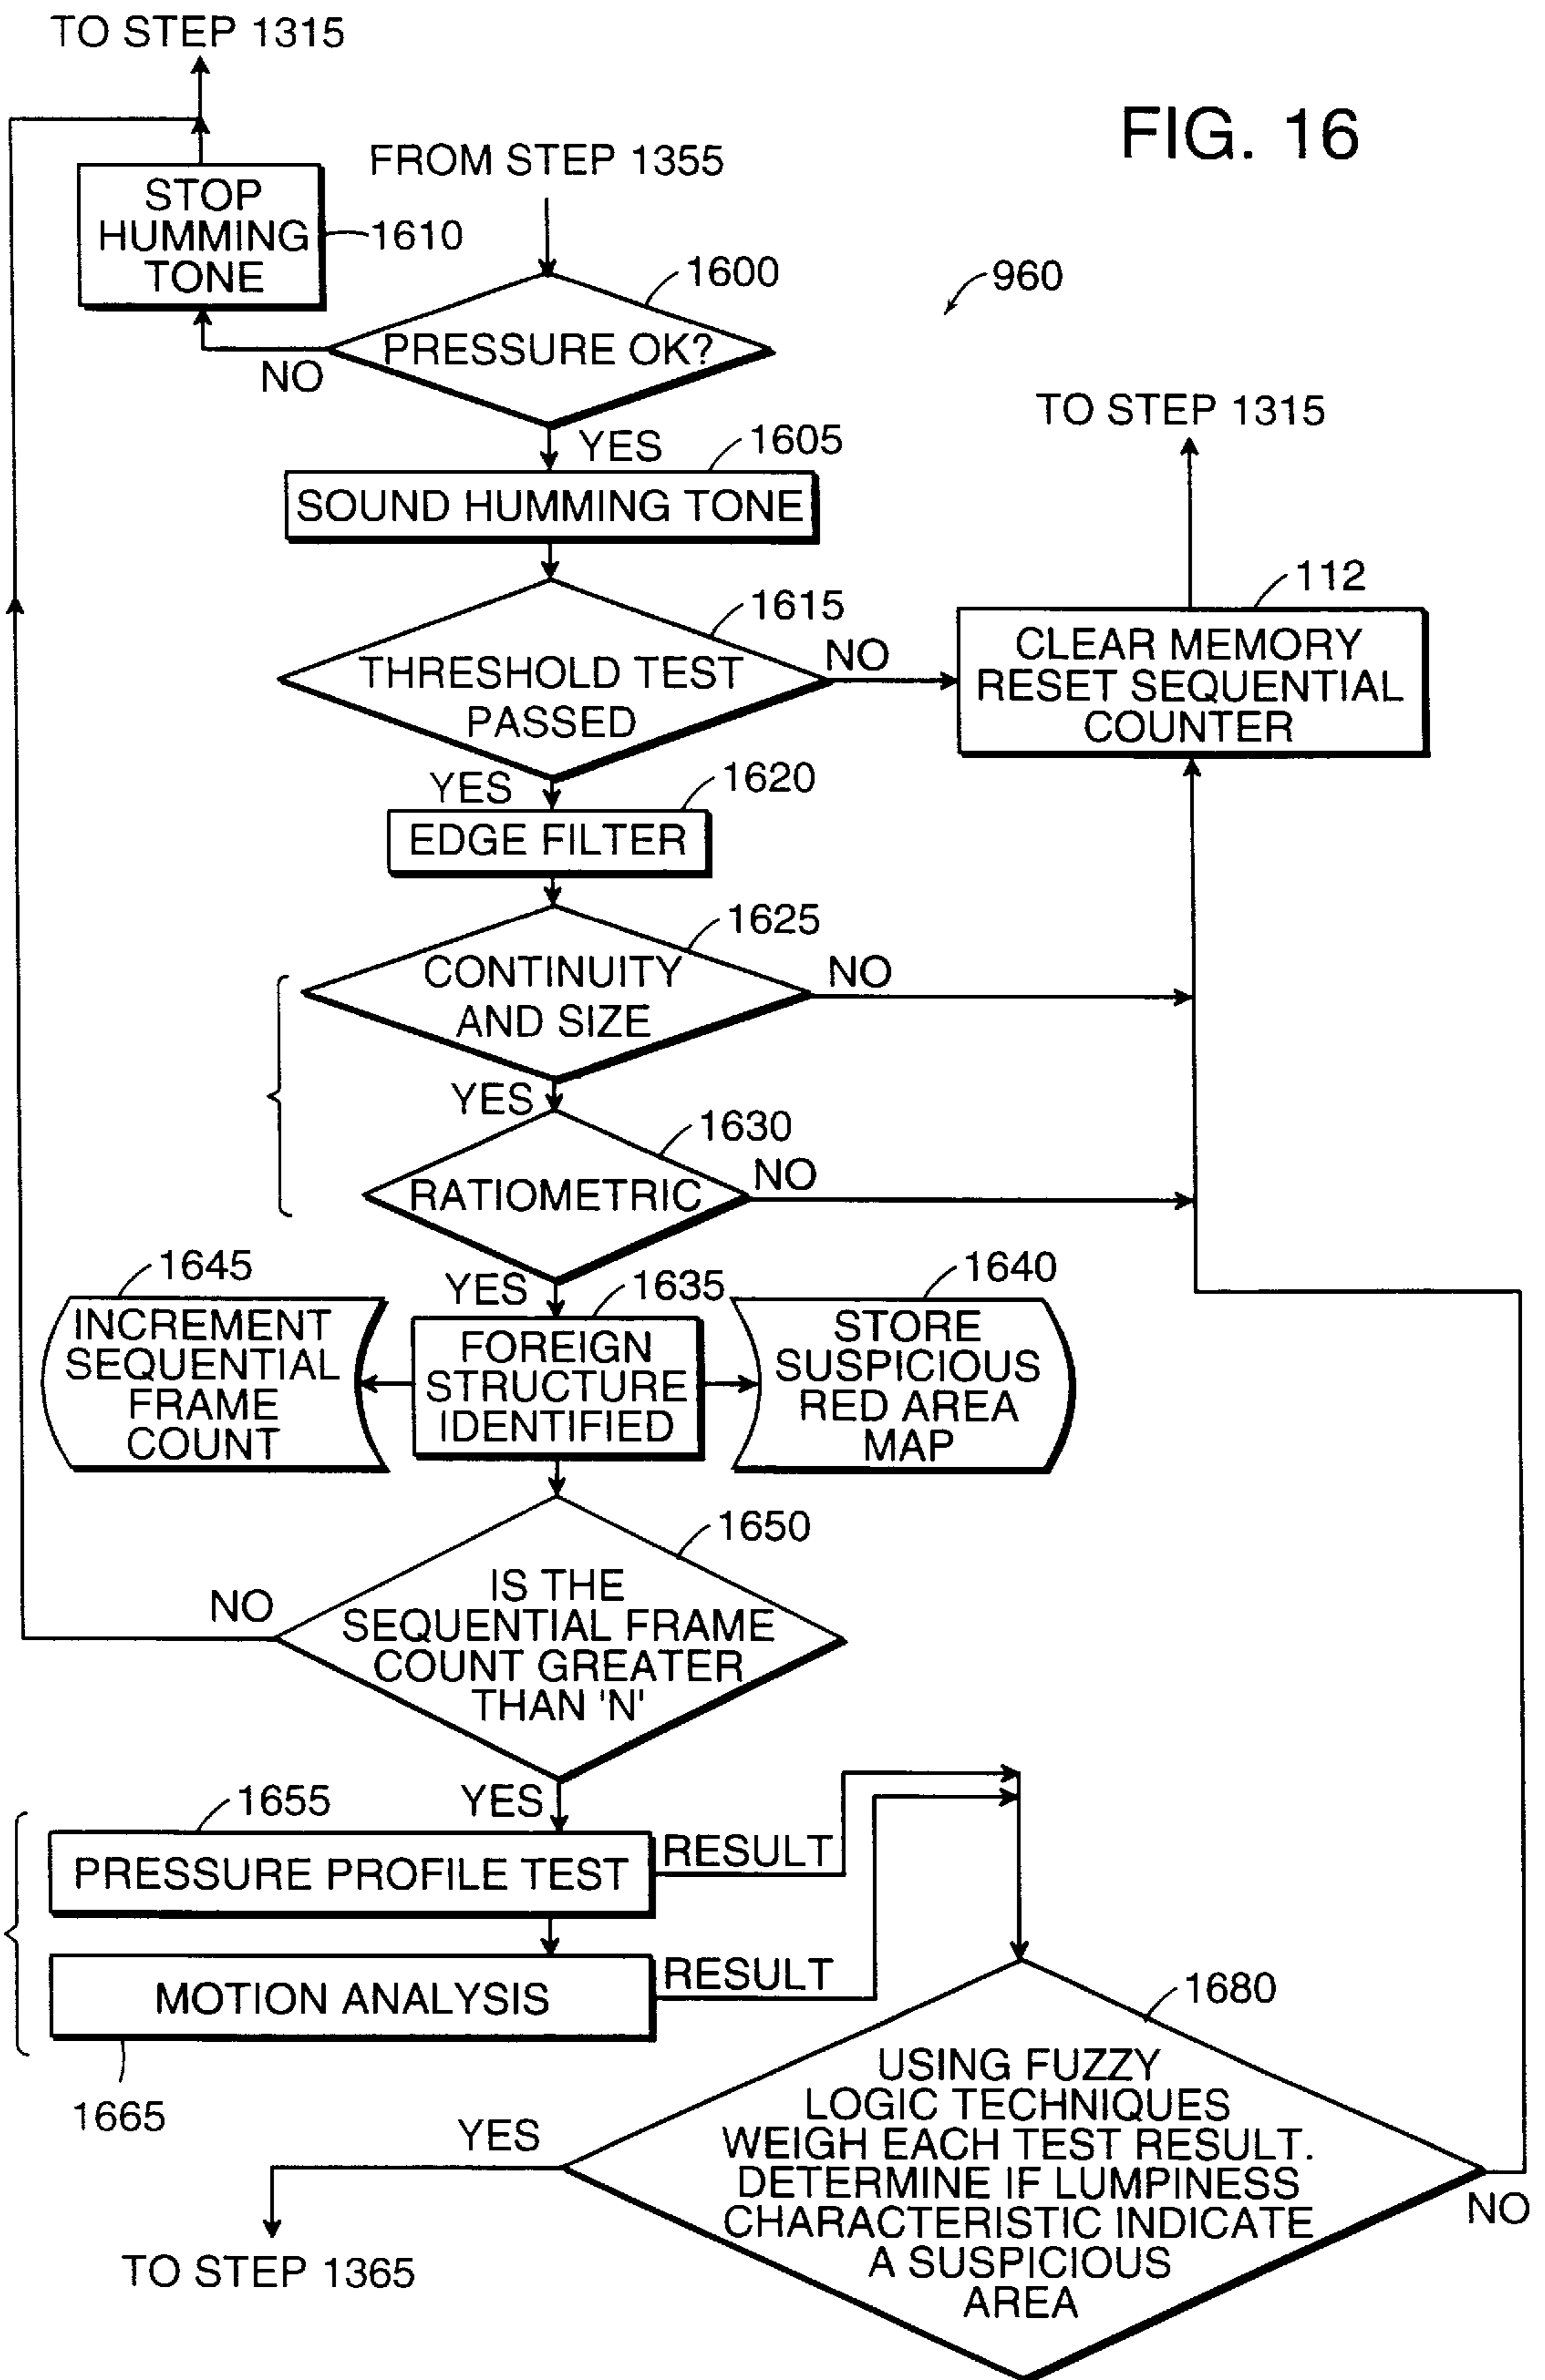 TO STEP 1315
FIG. 16
FROM STEP 1355
STOP
HUMMING
TONE
1610
1600
960
PRESSURE OK?
NO
TO STEP 1315
YES
1605
SOUND HUMMING TONE
112
1615
THRESHOLD TEST
PASSED
NO
CLEAR MEMORY
RESET SEQUENTIAL
COUNTER
YES
1620
EDGE FILTER
1625
CONTINUITY
AND SIZE
NO
YES
1630
RATIOMETRIC
NO
YES
1645
INCREMENT
SEQUENTIAL
FRAME
COUNT
1635
FOREIGN
STRUCTURE
IDENTIFIED
1640
STORE
SUSPICIOUS
RED AREA
MAP
1650
IS THE
SEQUENTIAL FRAME
COUNT GREATER
THAN 'N'
NO
YES
1655
PRESSURE PROFILE TEST
RESULT
MOTION ANALYSIS
RESULT
1665
1680
USING FUZZY
LOGIC TECHNIQUES
WEIGH EACH TEST RESULT.
DETERMINE IF LUMPINESS
CHARACTERISTIC INDICATE
A SUSPICIOUS
AREA
YES
NO
TO STEP 1365